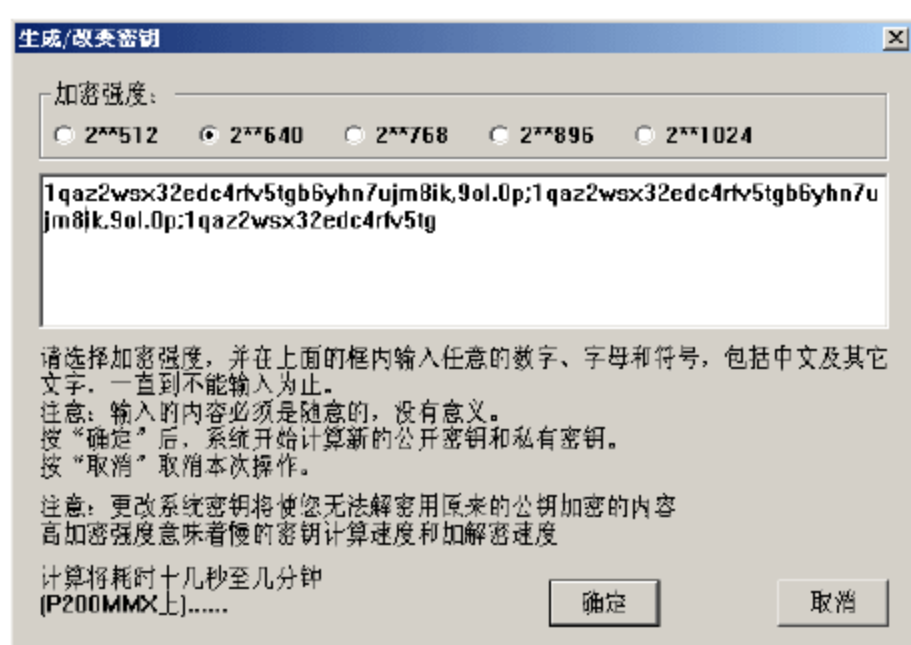 生成/改变密钥
加密强度:
2**512 2**640 2**768 2**896 2**1024
1qaz2wsx32edc4rfv5tgb6yhn7ujm8ik,9ol.0p;1qaz2wsx32edc4rfv5tgb6yhn7u
jm8ik,9ol.0p;1qaz2wsx32edc4rfv5tg
请选择加密强度，并在上面的框内输入任意的数字、字母和符号，包括中文及其它
文字．一直到不能输入为止。
注意：输入的内容必须是随意的，没有意义。
按“确定”后，系统开始计算新的公开密钥和私有密钥。
按“取消”取消本次操作。
注意：更改系统密钥将使您无法解密用原来的公钥加密的内容
高加密强度意味着慢的密钥计算速度和加解密速度
计算将耗时十几秒至几分钟
(P200MMX上)......
确定 取消